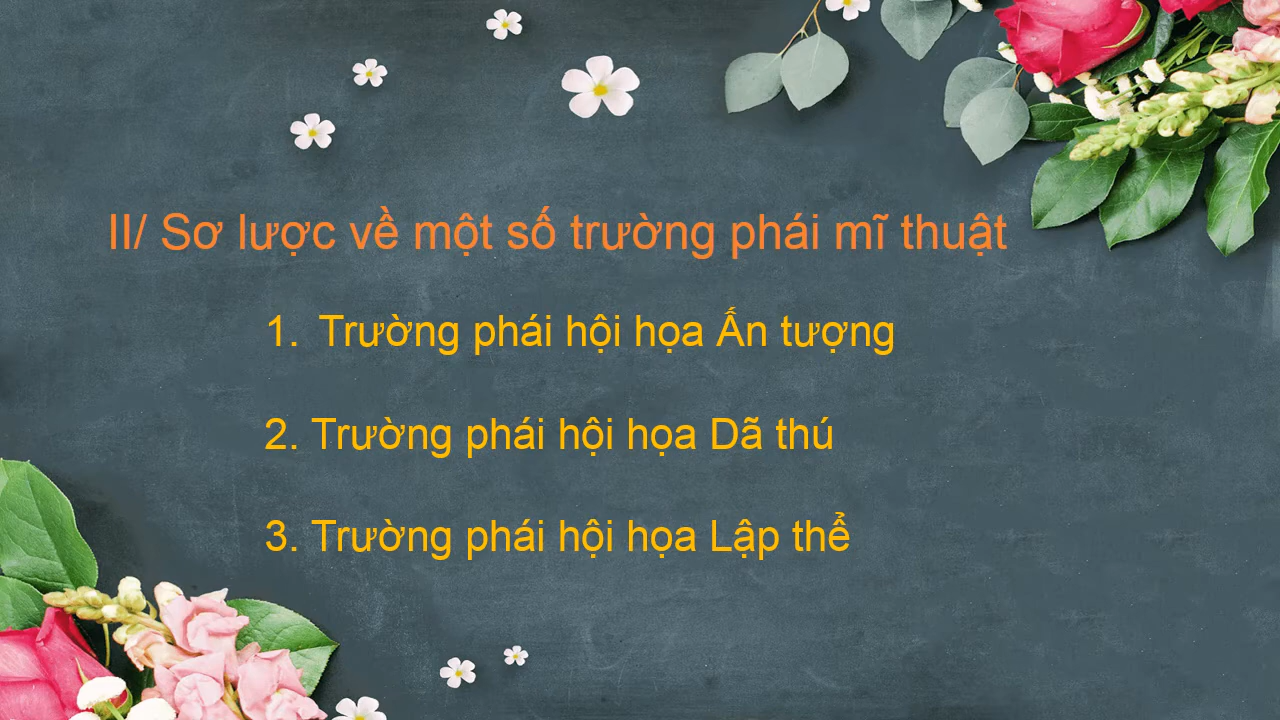 II/ Sơ lược về một số trường phái mĩ thuật
1. Trường phái hội họa Ấn tượng
2. Trường phái hội họa Dã thú
3. Trường phái hội họa Lập thể